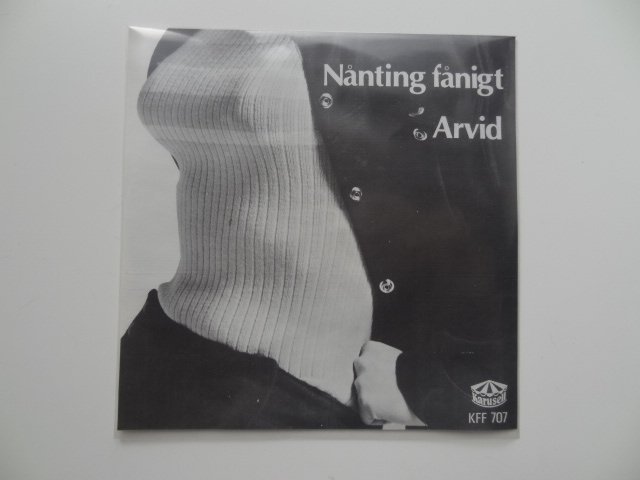 Nånting fånigt
Arvid
Karusell
KFF 707